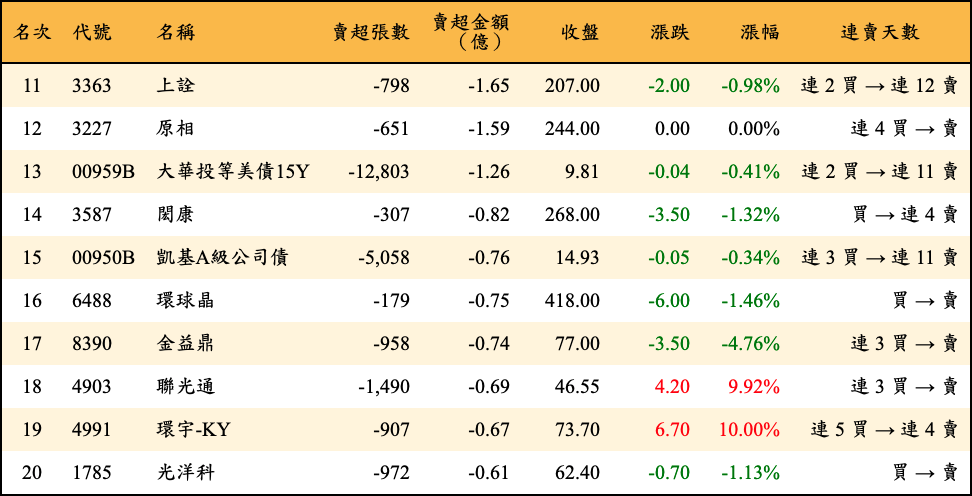 名次 代號 名稱 賣超張數 賣超金額（億） 收盤 漲跌 漲幅 連賣天數
11 3363 上詮 -798 -1.65 207.00 -2.00 -0.98% 連 2 買 → 連 12 賣
12 3227 原相 -651 -1.59 244.00 0.00 0.00% 連 4 買 → 賣
13 00959B 大華投等美債15Y -12,803 -1.26 9.81 -0.04 -0.41% 連 2 買 → 連 11 賣
14 3587 閎康 -307 -0.82 268.00 -3.50 -1.32% 買 → 連 4 賣
15 00950B 凱基A級公司債 -5,058 -0.76 14.93 -0.05 -0.34% 連 3 買 → 連 11 賣
16 6488 環球晶 -179 -0.75 418.00 -6.00 -1.46% 買 → 賣
17 8390 金益鼎 -958 -0.74 77.00 -3.50 -4.76% 連 3 買 → 賣
18 4903 聯光通 -1,490 -0.69 46.55 4.20 9.92% 連 3 買 → 賣
19 4991 環宇-KY -907 -0.67 73.70 6.70 10.00% 連 5 買 → 連 4 賣
20 1785 光洋科 -972 -0.61 62.40 -0.70 -1.13% 買 → 賣